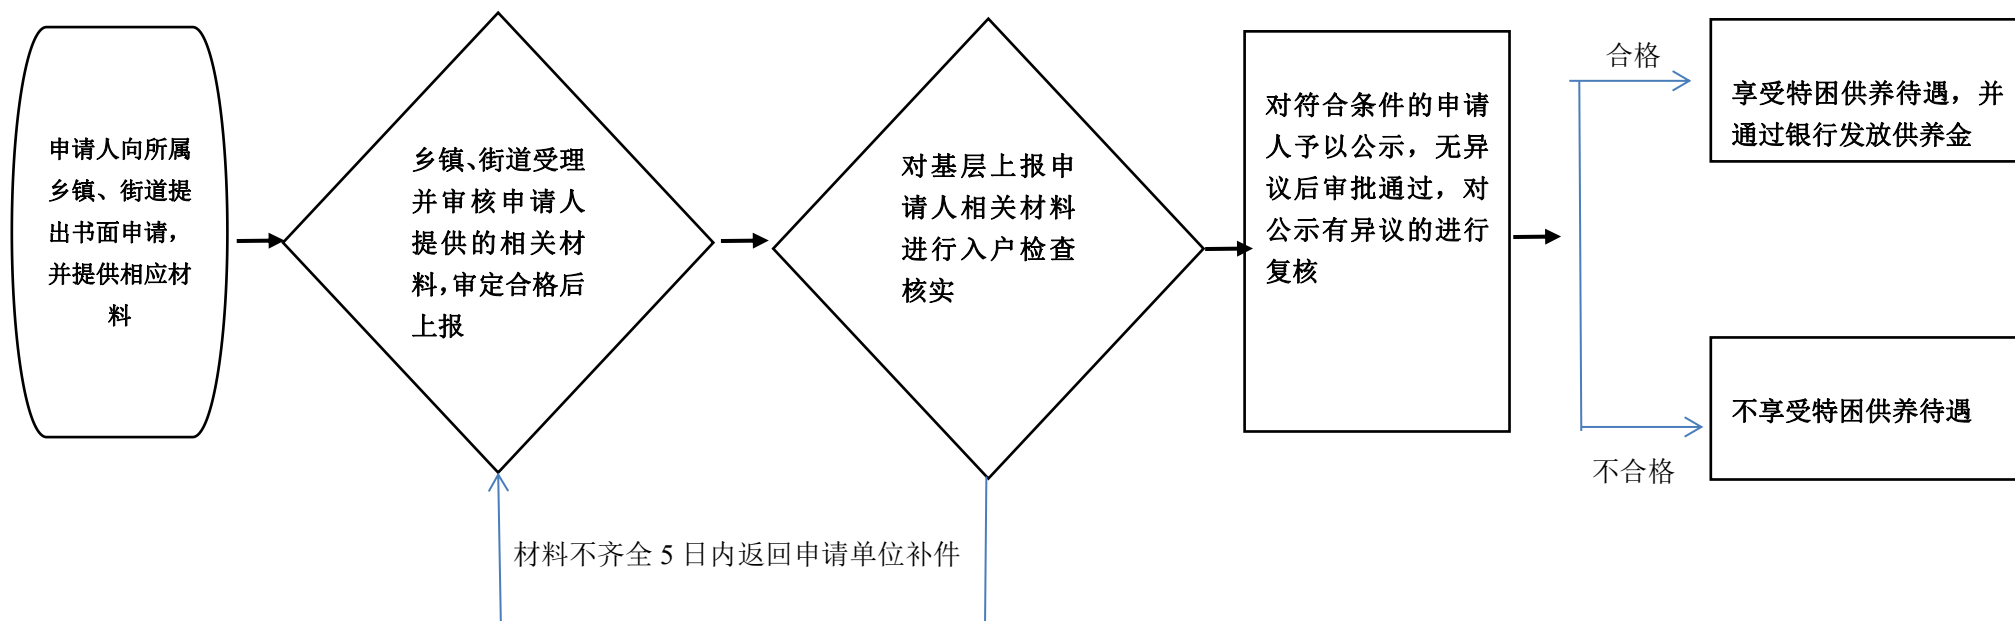 申请人向所属
乡镇、街道提
出书面申请，
并提供相应材
料
乡镇、街道受理
并审核申请人
提供的相关材
料，审定合格后
上报
对基层上报申
请人相关材料
进行入户检查
核实
对符合条件的申请
人予以公示，无异
议后审批通过，对
公示有异议的进行
复核
合格
享受特困供养待遇，并
通过银行发放供养金
不享受特困供养待遇
不合格
材料不齐全 5 日内返回申请单位补件